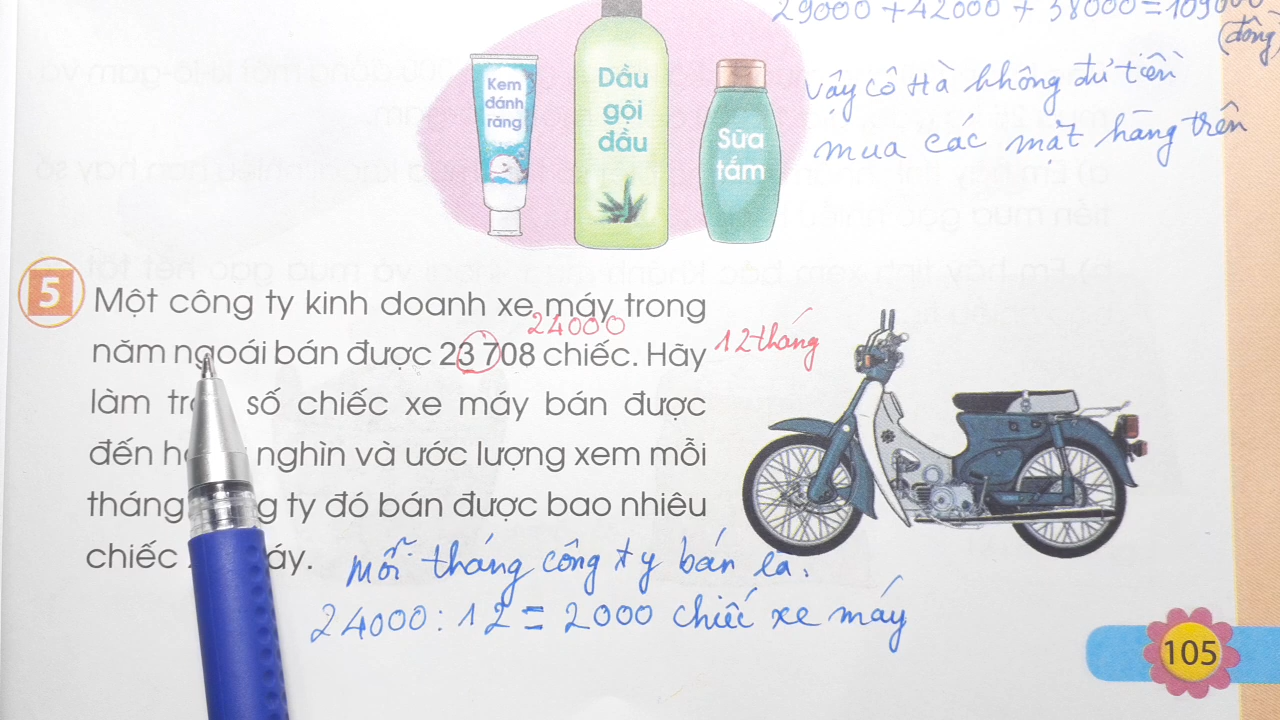 29000 + 42000 + 38000 = 109000
(đồng)
Vậy cô Hà không đủ tiền
mua các mặt hàng trên
Kem
đánh
răng
Dầu
gội
đầu
Sữa
tắm
5
Một công ty kinh doanh xe máy trong
24000
năm ngoái bán được 23 708 chiếc. Hãy
12 tháng
làm số chiếc xe máy bán được
đến nghìn và ước lượng xem mỗi
tháng ty đó bán được bao nhiêu
chiếc
Mỗi tháng công ty bán là:
24000 : 12 = 2000 chiếc xe máy
105